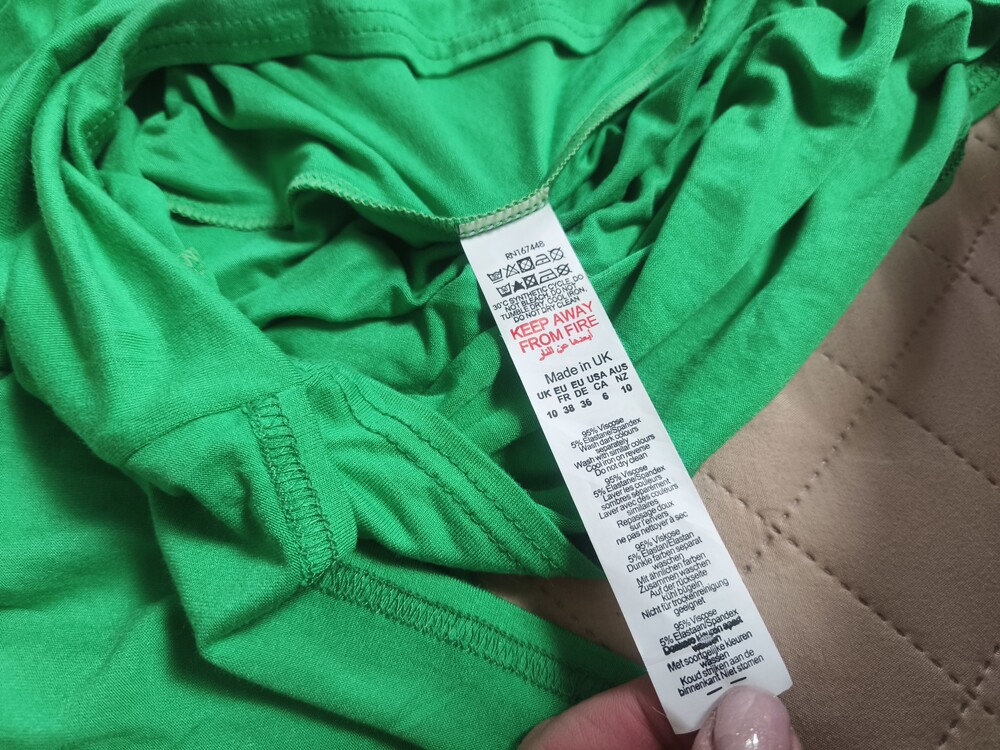 RN167448
30°C SYNTHETIC CYCLE, DO
NOT BLEACH, DO NOT
TUMBLE DRY, COOL IRON,
DO NOT DRY CLEAN
KEEP AWAY
FROM FIRE
أبعدها عن النار
Made in UK
UK EU EU USA AUS
FR DE CA NZ
10 38 36 6 10
95% Viscose
5% Elastane/Spandex
Wash dark colours
separately
Wash with similar colours
Cool iron on reverse
Do not dry clean
95% Viscose
5% Elastane/Spandex
Laver les couleurs
sombres séparément
Laver avec des couleurs
similaires
Repassage doux
sur l'envers
ne pas nettoyer à sec
95% Viskose
5% Elastan/Elastan
Dunkle farben separat
waschen
Mit ähnlichen farben
Zusammen waschen
Auf der rückseite
kühl bügeln
Nicht für trockenreinigung
geeignet
95% Viscose
5% Elastaan/Spandex
wassen
Met soortgelijke kleuren
wassen
Koud strijken aan de
binnenkant Niet stomen